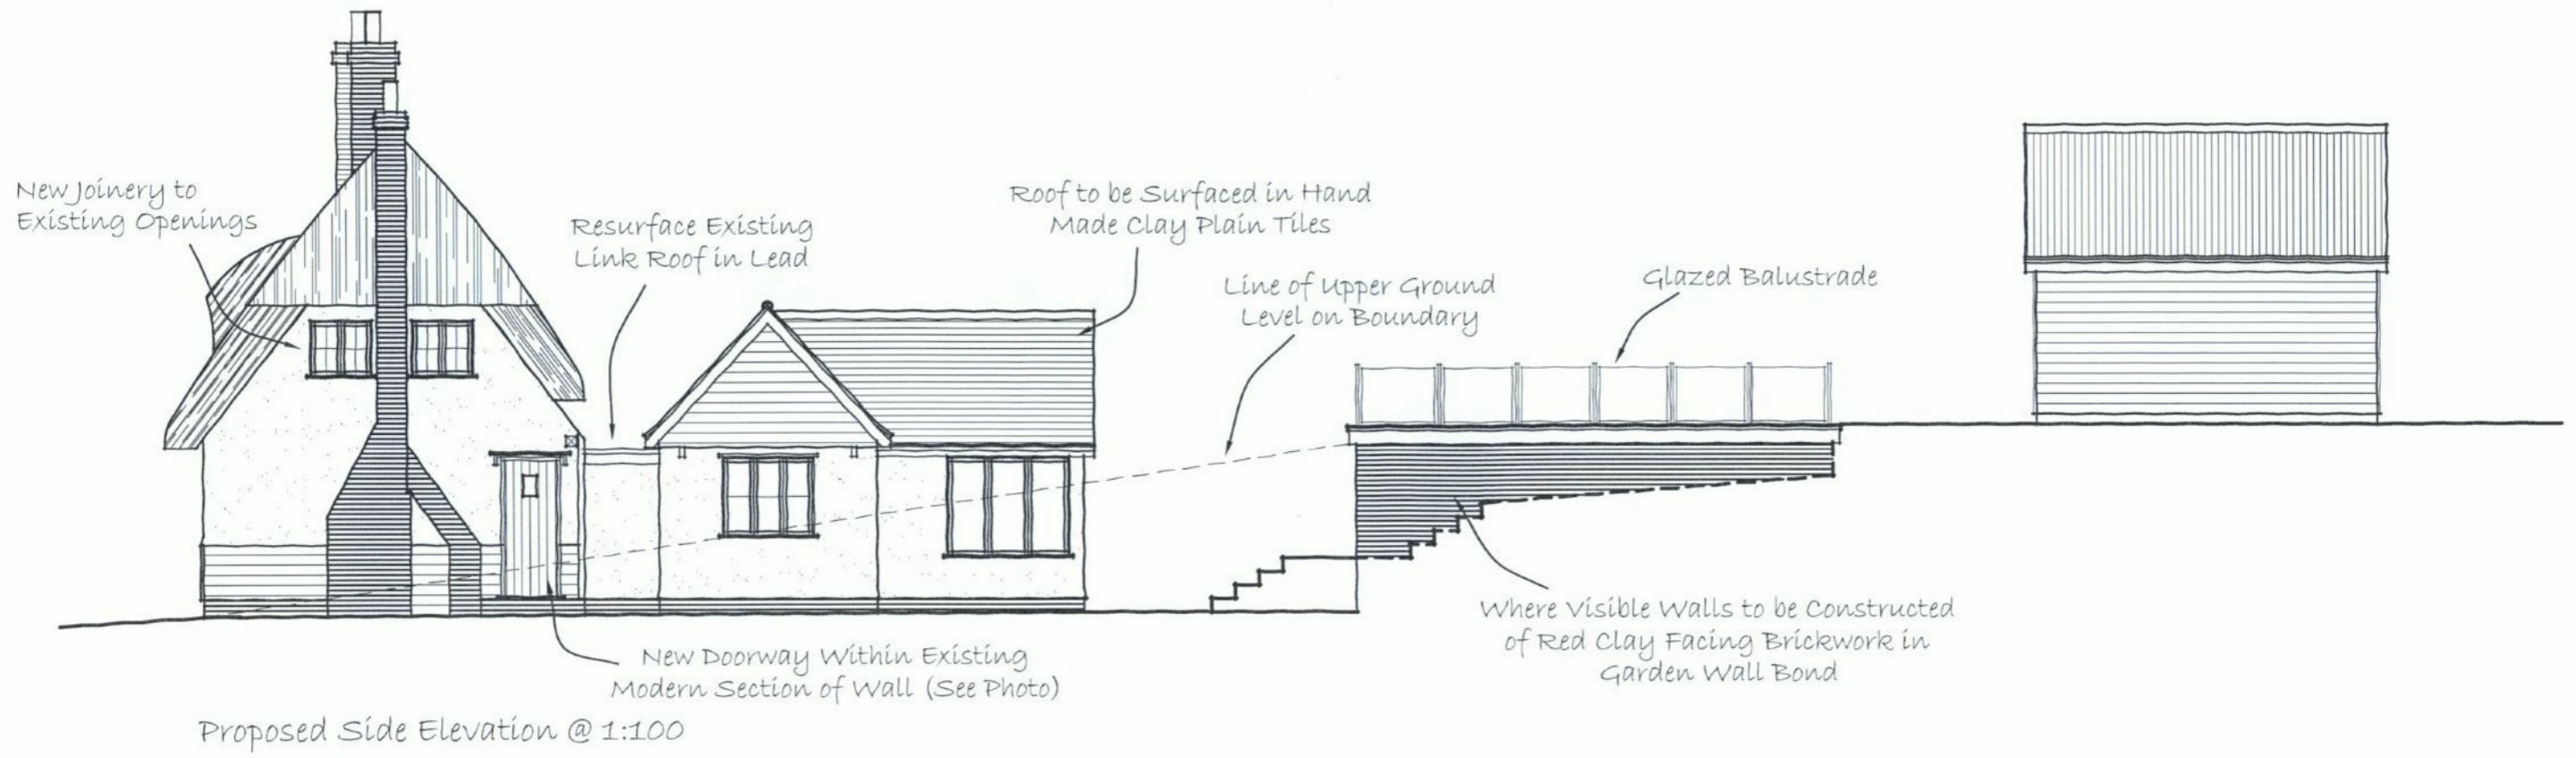 New Joinery to
Existing Openings
Resurface Existing
Link Roof in Lead
Roof to be Surfaced in Hand
Made Clay Plain Tiles
Line of Upper Ground
Level on Boundary
Glazed Balustrade
Where Visible Walls to be Constructed
of Red Clay Facing Brickwork in
Garden Wall Bond
New Doorway Within Existing
Modern Section of Wall (See Photo)
Proposed Side Elevation @ 1:100